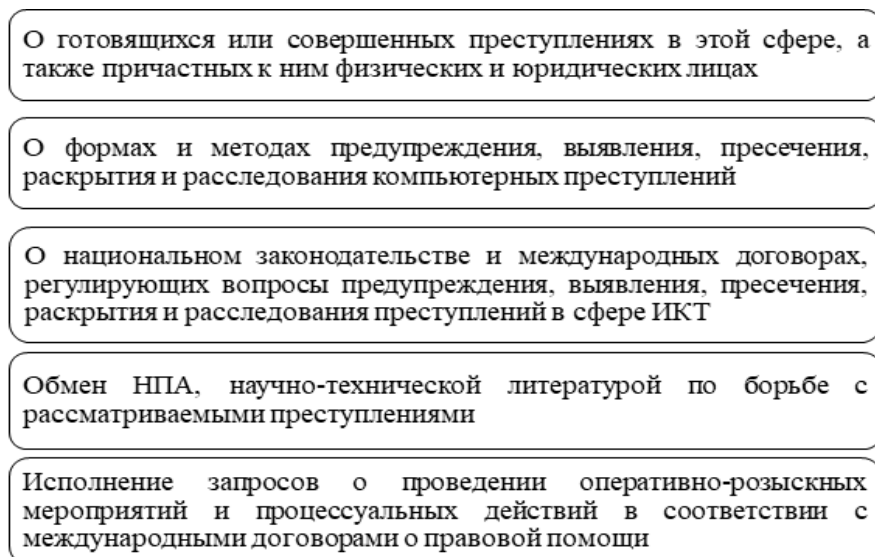 О готовящихся или совершенных преступлениях в этой сфере, а
также причастных к ним физических и юридических лицах
О формах и методах предупреждения, выявления, пресечения,
раскрытия и расследования компьютерных преступлений
О национальном законодательстве и международных договорах,
регулирующих вопросы предупреждения, выявления, пресечения,
раскрытия и расследования преступлений в сфере ИКТ
Обмен НПА, научно-технической литературой по борьбе с
рассматриваемыми преступлениями
Исполнение запросов о проведении оперативно-розыскных
мероприятий и процессуальных действий в соответствии с
международными договорами о правовой помощи